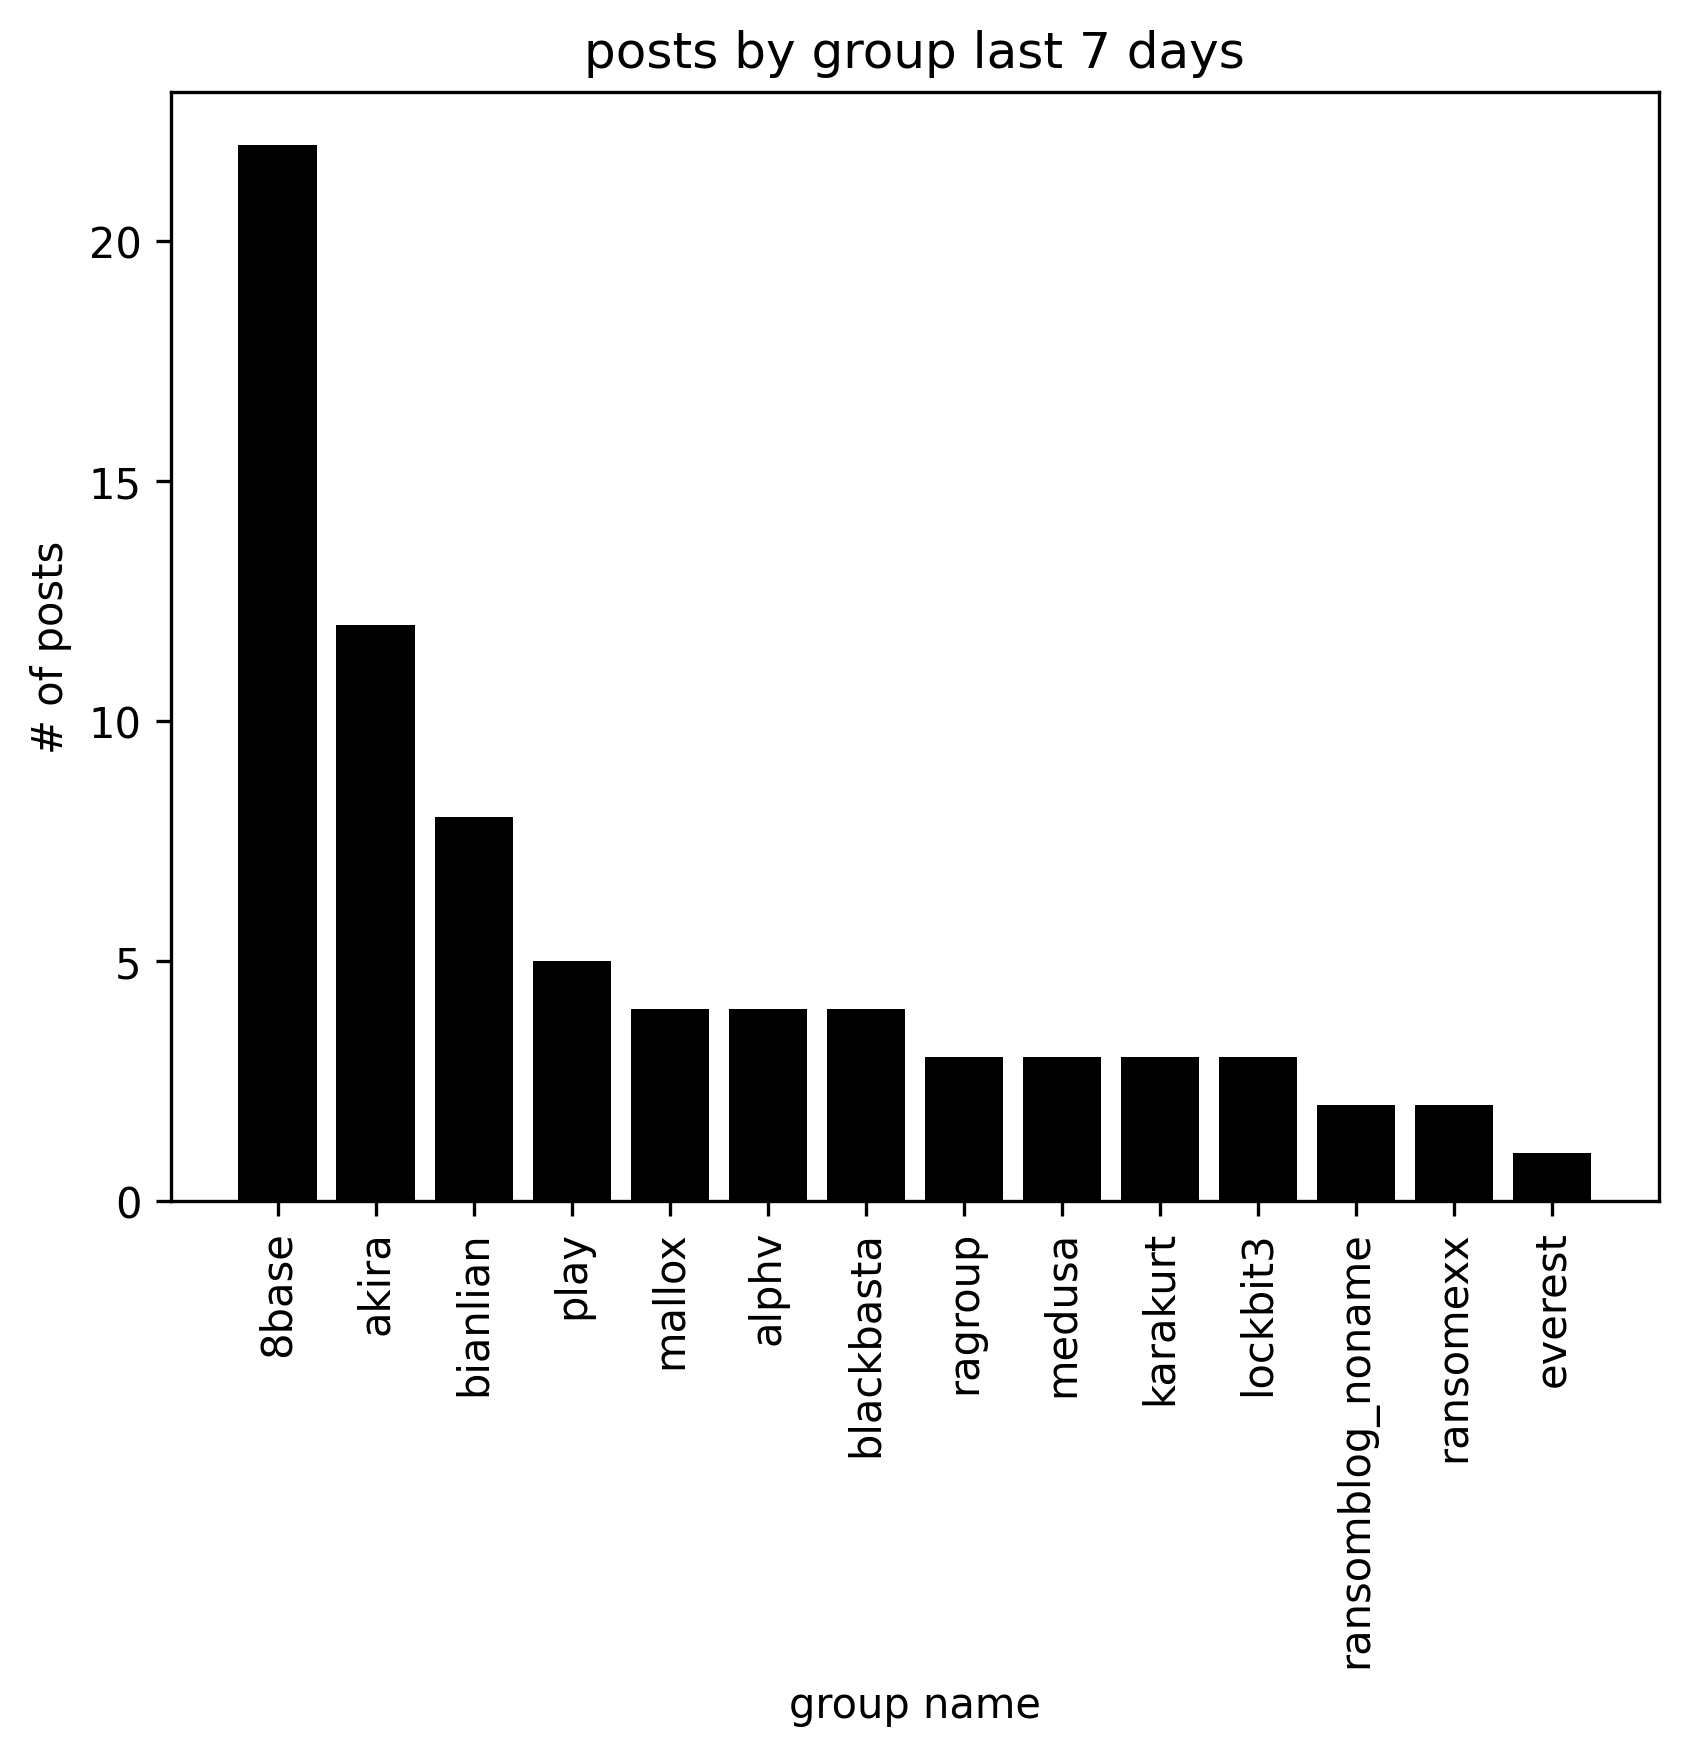 posts by group last 7 days
# of posts
20
15
10
5
0
8base
akira
bianlian
play
mallox
alphv
blackbasta
ragroup
medusa
karakurt
lockbit3
ransomblog_noname
ransomexx
everest
group name